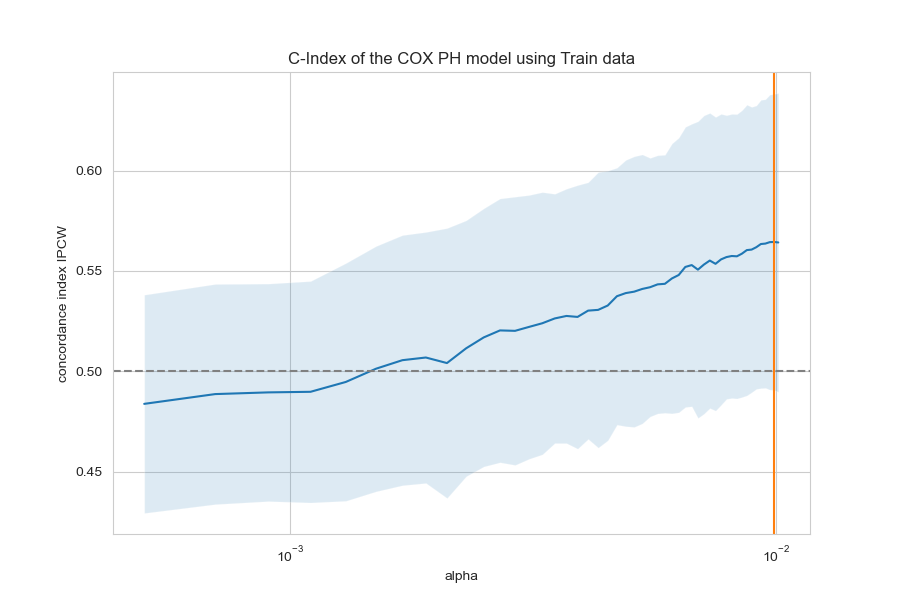 C-Index of the COX PH model using Train data
concordance index IPCW
0.60
0.55
0.50
0.45
10⁻³
10⁻²
alpha